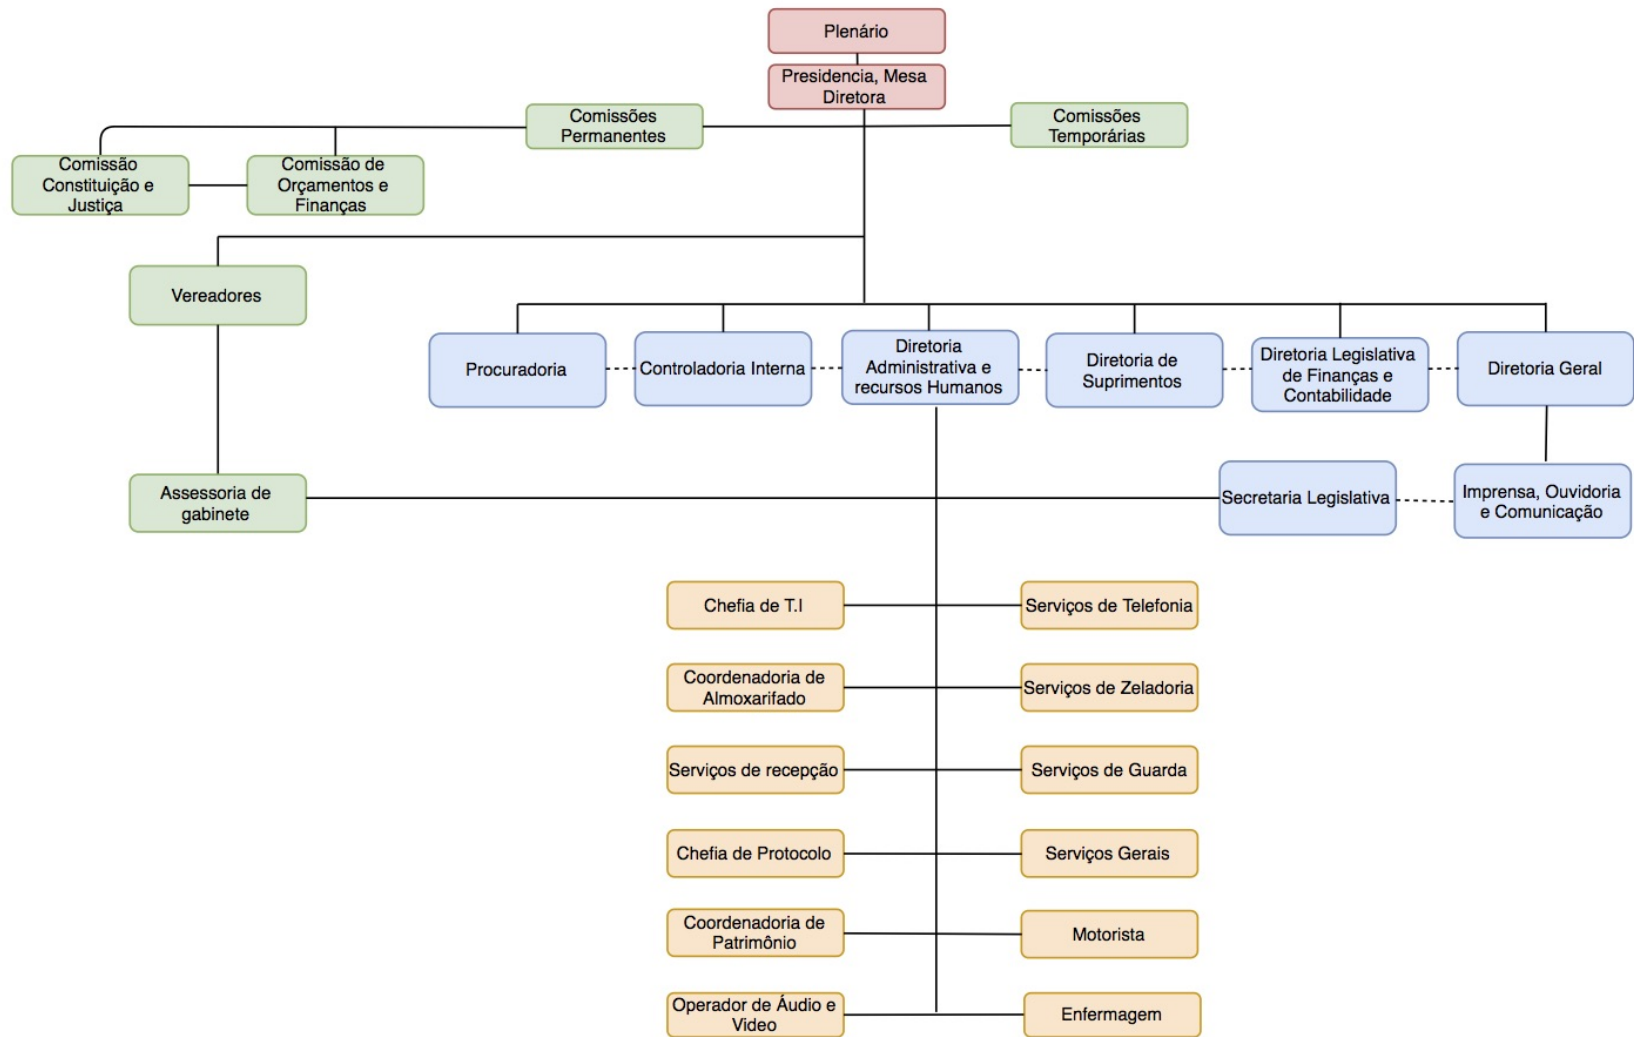 Plenário
Presidencia, Mesa
Diretora
Comissões
Permanentes
Comissões
Temporárias
Comissão
Constituição e
Justiça
Comissão de
Orçamentos e
Finanças
Vereadores
Procuradoria
Controladoria Interna
Diretoria
Administrativa e
recursos Humanos
Diretoria de
Suprimentos
Diretoria Legislativa
de Finanças e
Contabilidade
Diretoria Geral
Assessoria de
gabinete
Secretaria Legislativa
Imprensa, Ouvidoria
e Comunicação
Chefia de T.I
Serviços de Telefonia
Coordenadoria de
Almoxarifado
Serviços de Zeladoria
Serviços de recepção
Serviços de Guarda
Chefia de Protocolo
Serviços Gerais
Coordenadoria de
Patrimônio
Motorista
Operador de Áudio e
Video
Enfermagem